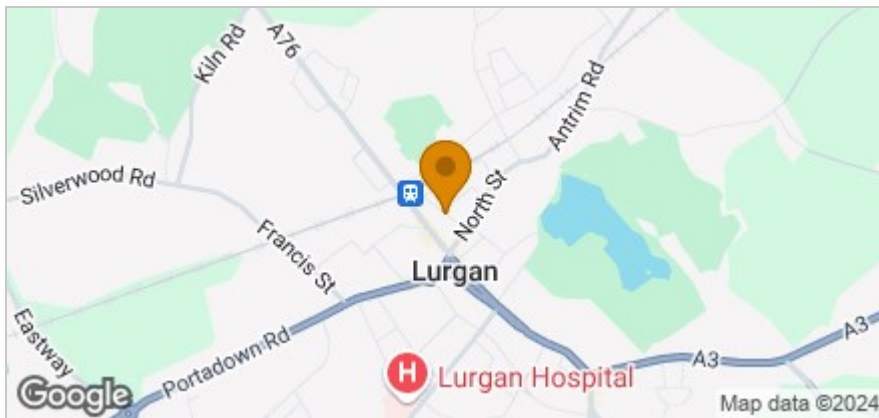 Kiln Rd
A76
Antrim Rd
Silverwood Rd
North St
Francis St
Lurgan
Eastway
Portadown Rd
A3
A3
H
Lurgan Hospital
Google
Map data ©2024